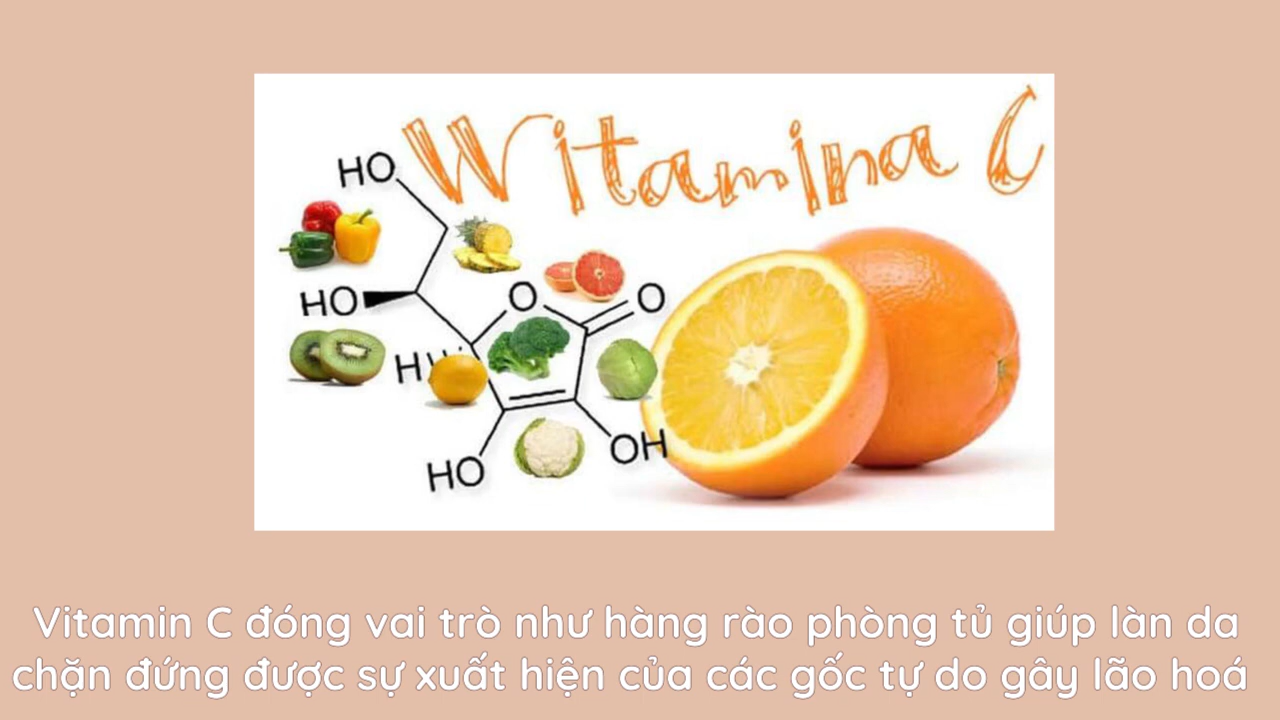 Witamina C
HO
HO
O
O
H
HO
OH
Vitamin C đóng vai trò như hàng rào phòng tủ giúp làn da
chặn đứng được sự xuất hiện của các gốc tự do gây lão hoá